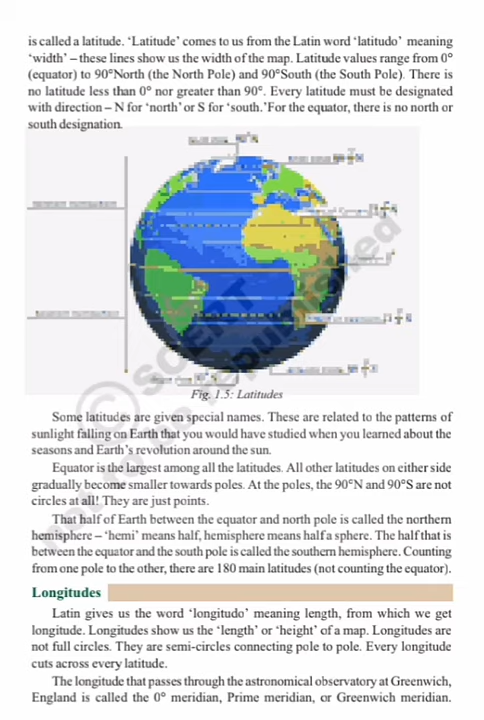 is called a latitude. ‘Latitude’ comes to us from the Latin word ‘latitudo’ meaning
‘width’ – these lines show us the width of the map. Latitude values range from 0°
(equator) to 90°North (the North Pole) and 90°South (the South Pole). There is
no latitude less than 0° nor greater than 90°. Every latitude must be designated
with direction – N for ‘north’ or S for ‘south.’ For the equator, there is no north or
south designation.
Fig. 1.5: Latitudes
Some latitudes are given special names. These are related to the patterns of
sunlight falling on Earth that you would have studied when you learned about the
seasons and Earth’s revolution around the sun.
Equator is the largest among all the latitudes. All other latitudes on either side
gradually become smaller towards poles. At the poles, the 90°N and 90°S are not
circles at all! They are just points.
That half of Earth between the equator and north pole is called the northern
hemisphere – ‘hemi’ means half, hemisphere means half a sphere. The half that is
between the equator and the south pole is called the southern hemisphere. Counting
from one pole to the other, there are 180 main latitudes (not counting the equator).
Longitudes
Latin gives us the word ‘longitudo’ meaning length, from which we get
longitude. Longitudes show us the ‘length’ or ‘height’ of a map. Longitudes are
not full circles. They are semi-circles connecting pole to pole. Every longitude
cuts across every latitude.
The longitude that passes through the astronomical observatory at Greenwich,
England is called the 0° meridian, Prime meridian, or Greenwich meridian.